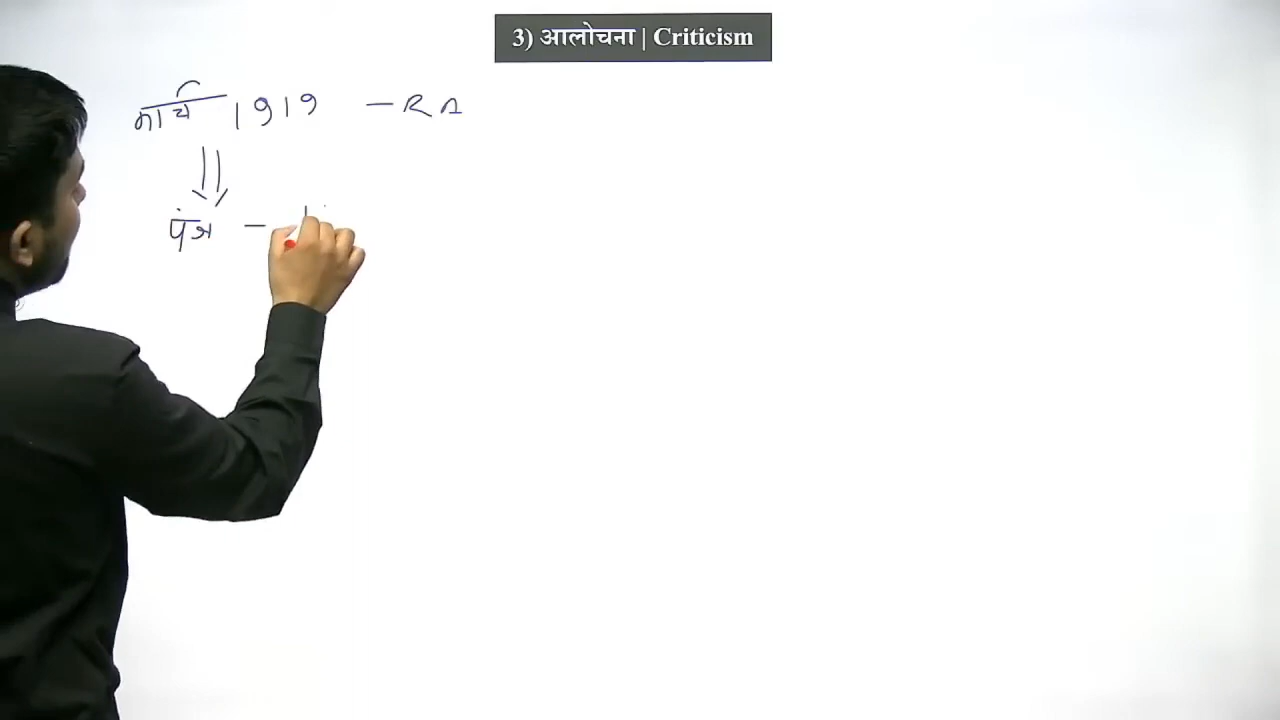 3) आलोचना | Criticism
मार्च 1919 – RA
पंज –